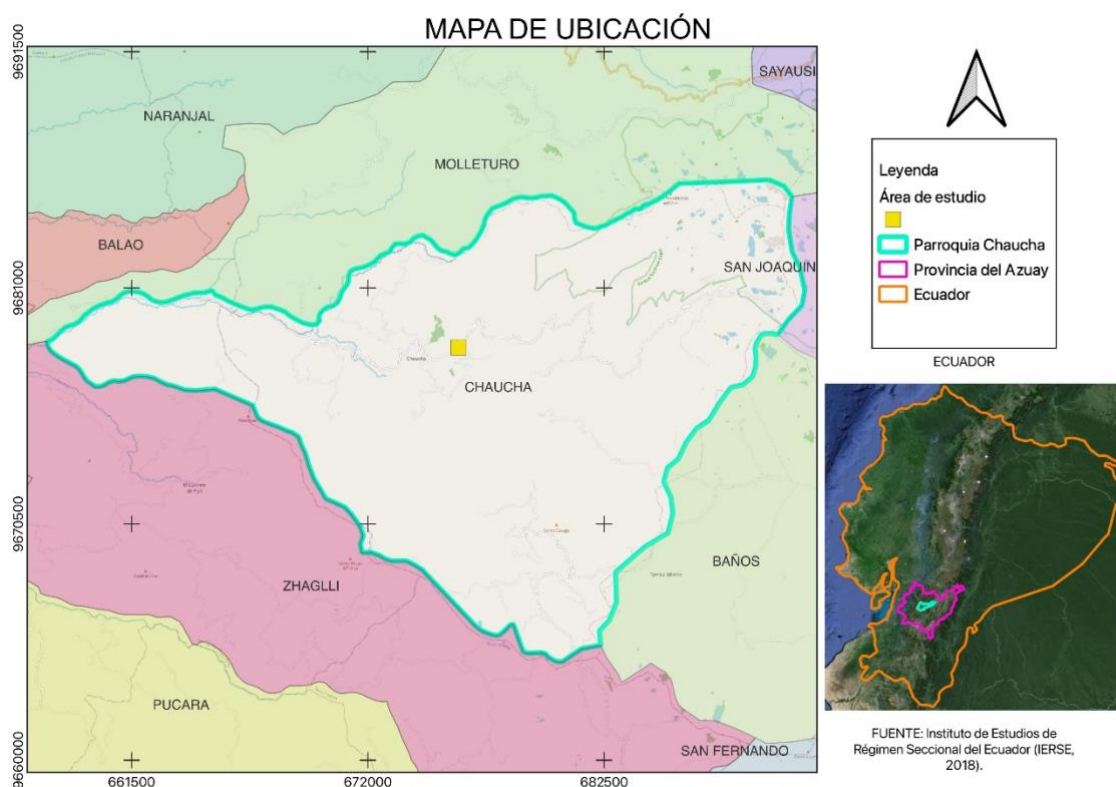 MAPA DE UBICACIÓN
9691500
9681000
9670500
9660000
661500
672000
682500
SAYAUSI
NARANJAL
MOLLETURO
BALAO
SAN JOAQUIN
Chaucha
CHAUCHA
BAÑOS
ZHAGLLI
PUCARA
SAN FERNANDO
Leyenda
Área de estudio
Parroquia Chaucha
Provincia del Azuay
Ecuador
ECUADOR
FUENTE: Instituto de Estudios de
Régimen Seccional del Ecuador (IERSE,
2018).